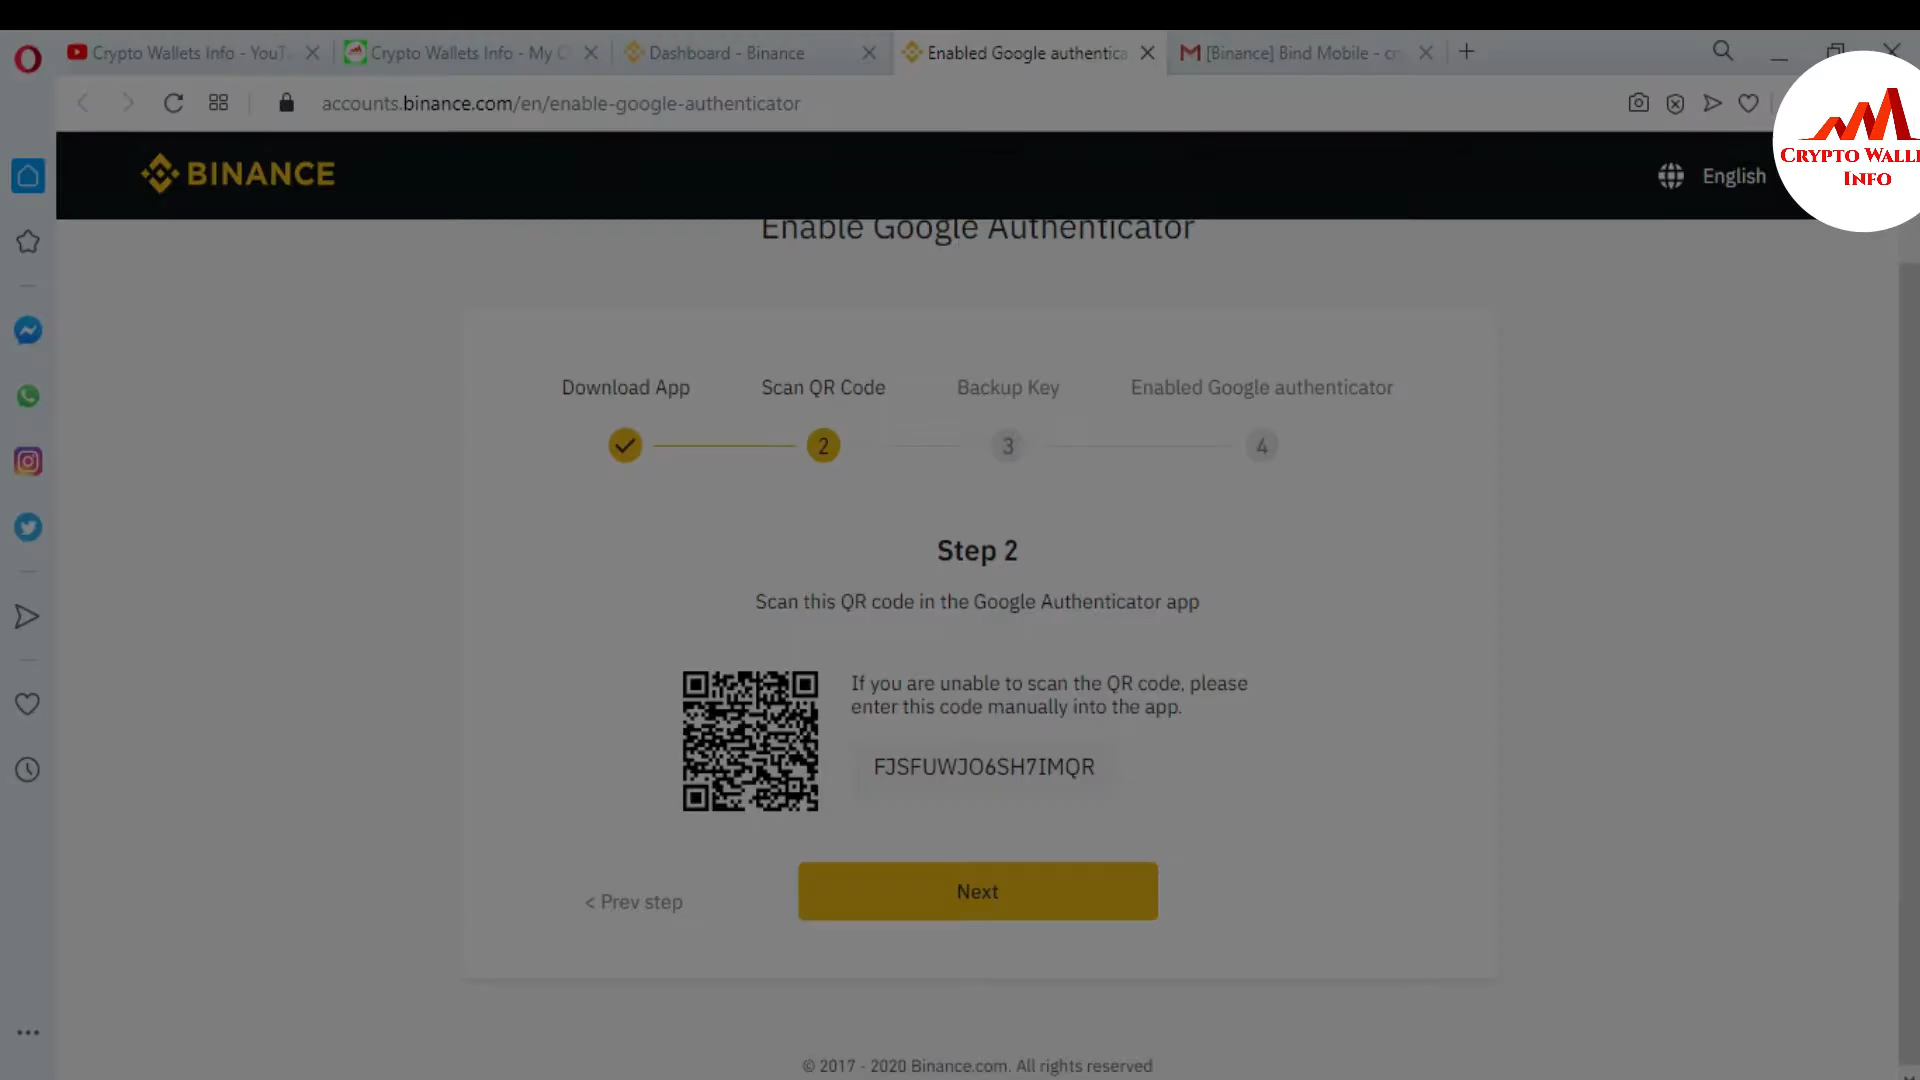 Crypto Wallets Info - YouT
Crypto Wallets Info - My C
Dashboard - Binance
Enabled Google authentica
[Binance] Bind Mobile - cr
accounts.binance.com/en/enable-google-authenticator
BINANCE
English
CRYPTO WALLE
INFO
Enable Google Authenticator
Download App
Scan QR Code
Backup Key
Enabled Google authenticator
2
3
4
Step 2
Scan this QR code in the Google Authenticator app
If you are unable to scan the QR code, please
enter this code manually into the app.
FJSFUWJO6SH7IMQR
< Prev step
Next
© 2017 - 2020 Binance.com. All rights reserved